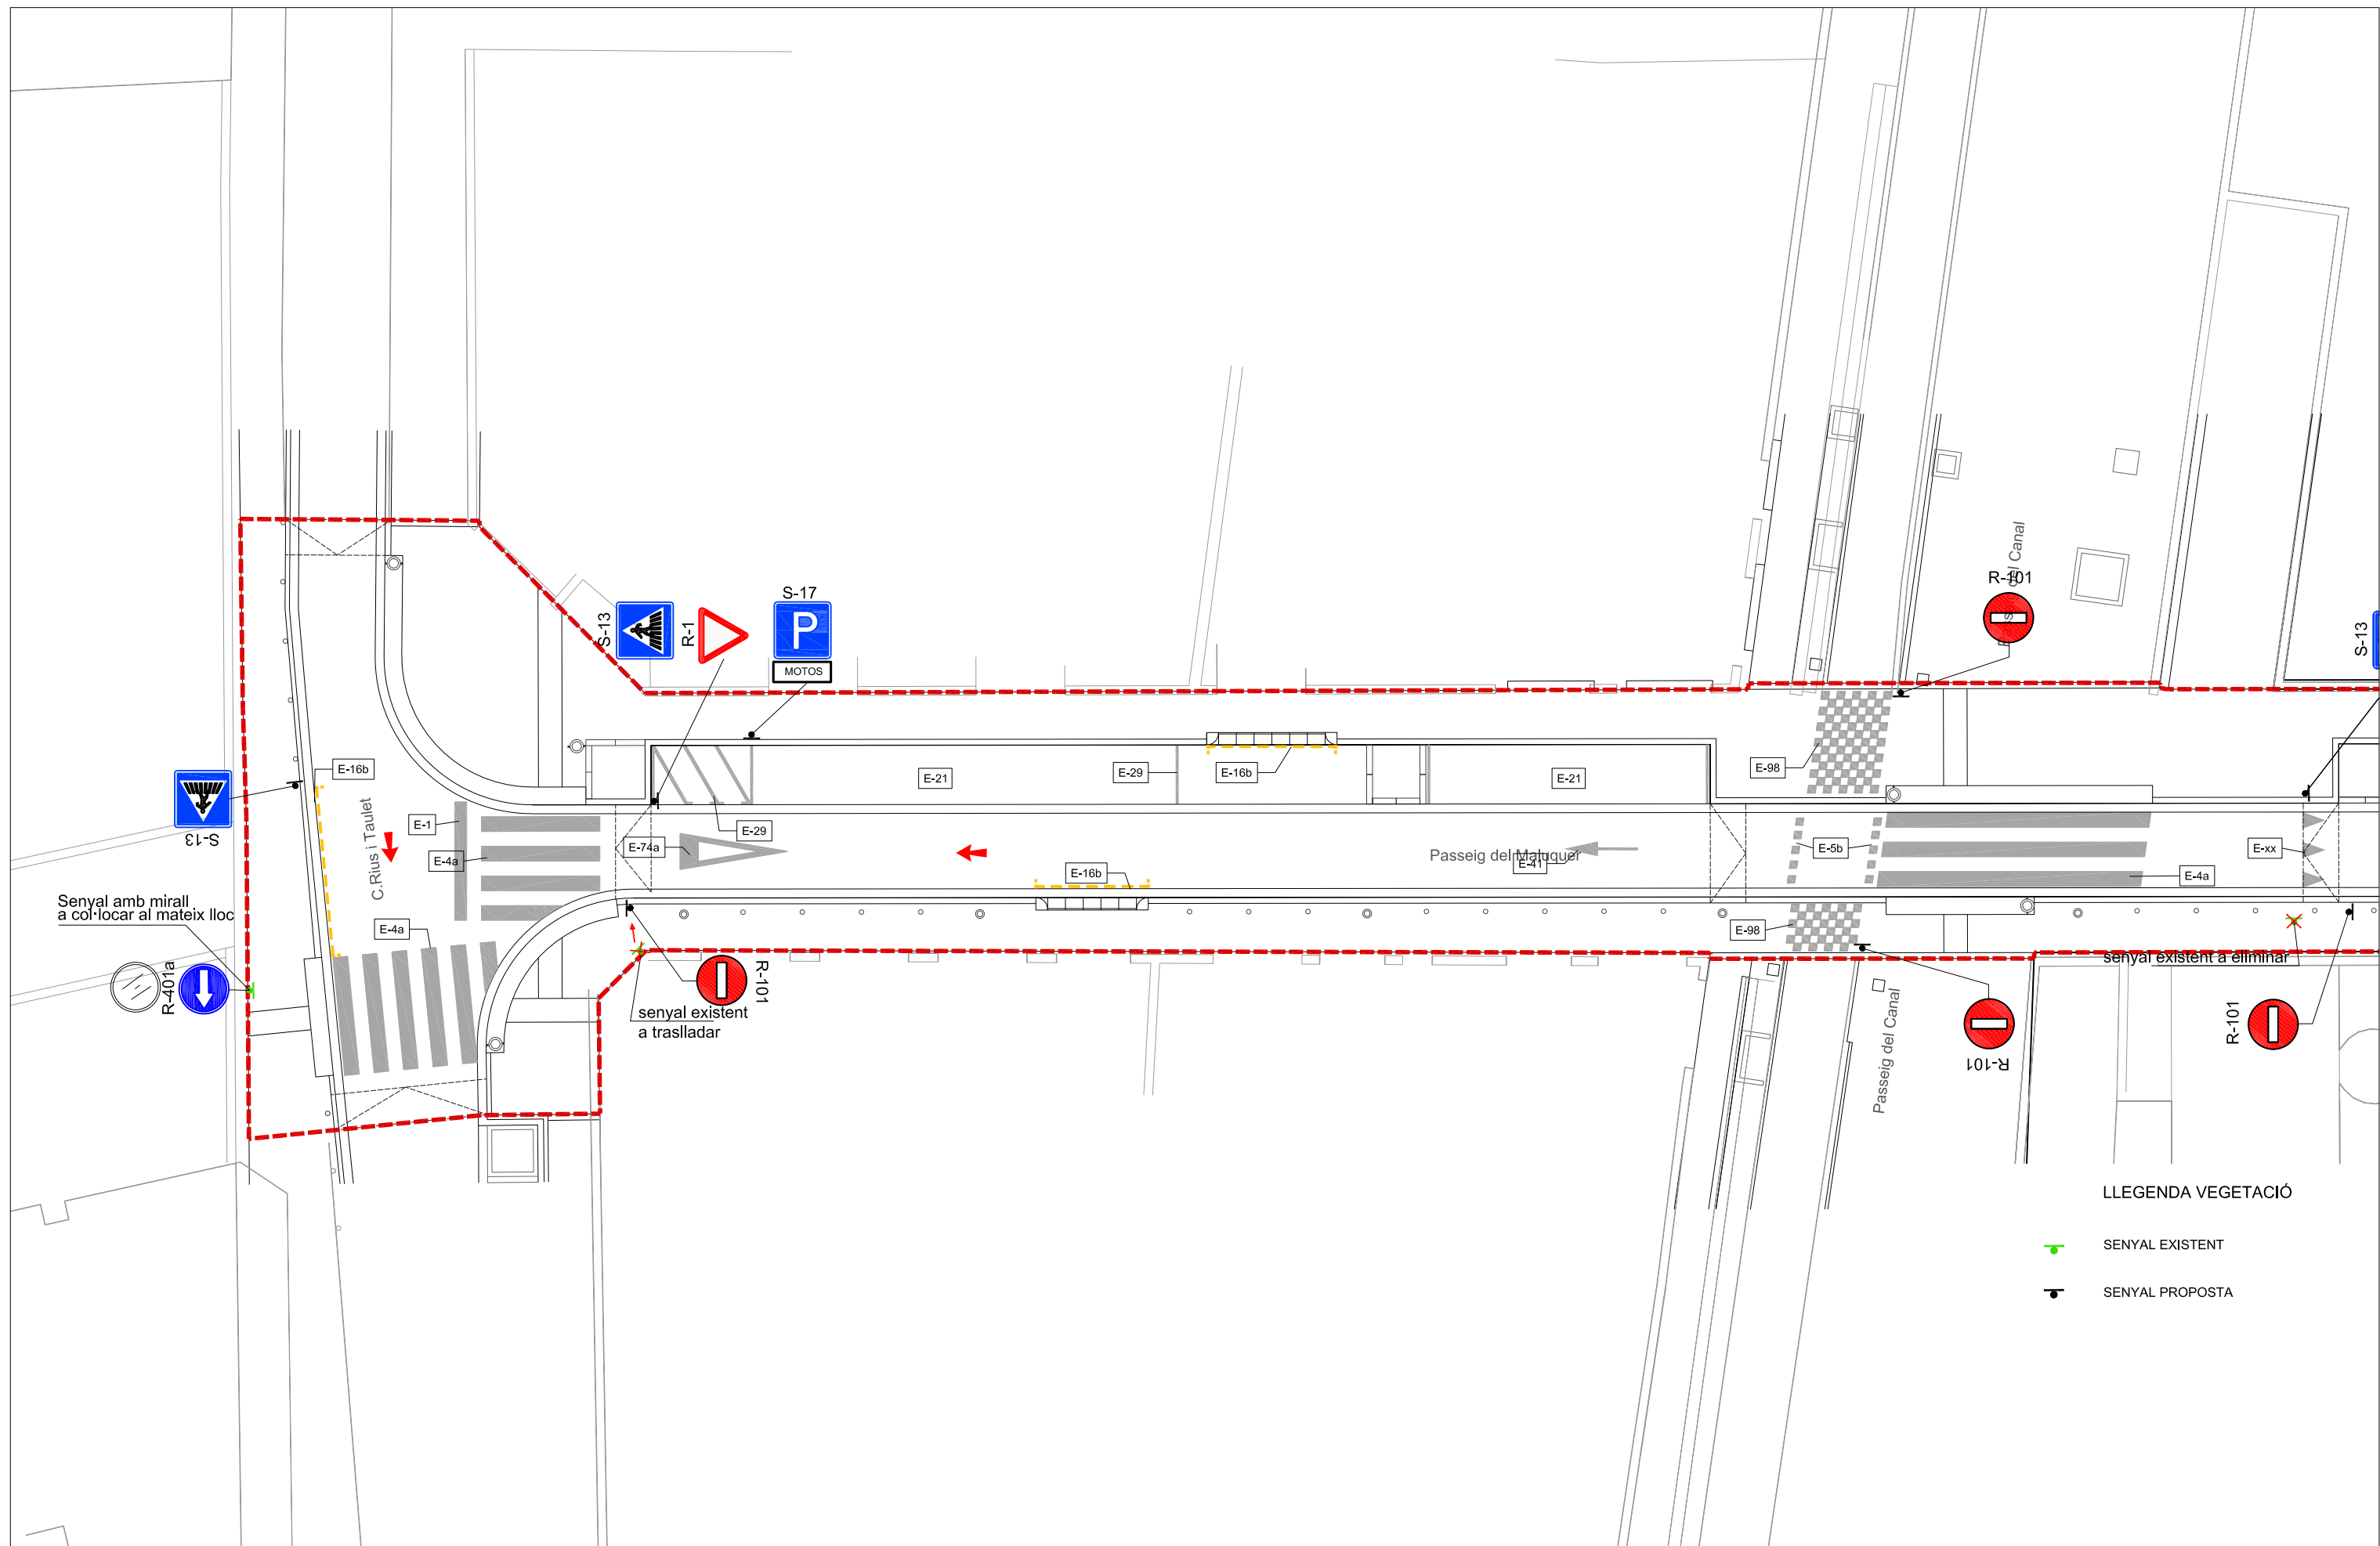 S-17
MOTOS
S-13
R-1
R-101
Canal
S-13
E-16b
S-13
C.Rius i Taulet
E-1
E-4a
E-4a
E-74a
E-29
E-21
E-29
E-16b
E-16b
E-21
Passeig del Maluquer
E-41
E-98
E-5b
E-98
E-4a
E-xx
Senyal amb mirall
a col·locar al mateix lloc
R-401a
R-101
senyal existent
a traslladar
Passeig del Canal
R-101
senyal existent a eliminar
R-101
LLEGENDA VEGETACIÓ
SENYAL EXISTENT
SENYAL PROPOSTA